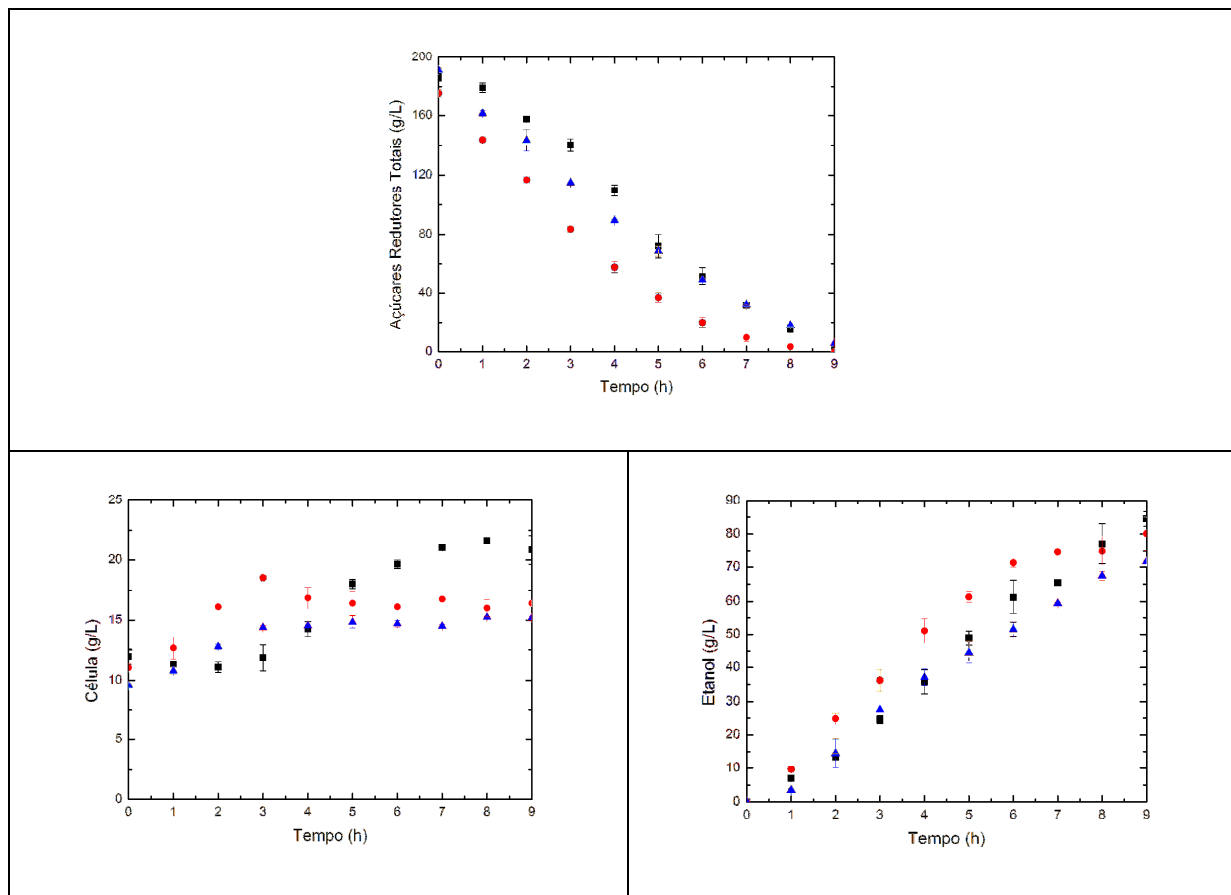 Açúcares Redutores Totais (g/L)
200
160
120
80
40
0
0 1 2 3 4 5 6 7 8 9
Tempo (h)
Célula (g/L)
25
20
15
10
5
0
0 1 2 3 4 5 6 7 8 9
Tempo (h)
Etanol (g/L)
90
80
70
60
50
40
30
20
10
0
0 1 2 3 4 5 6 7 8 9
Tempo (h)